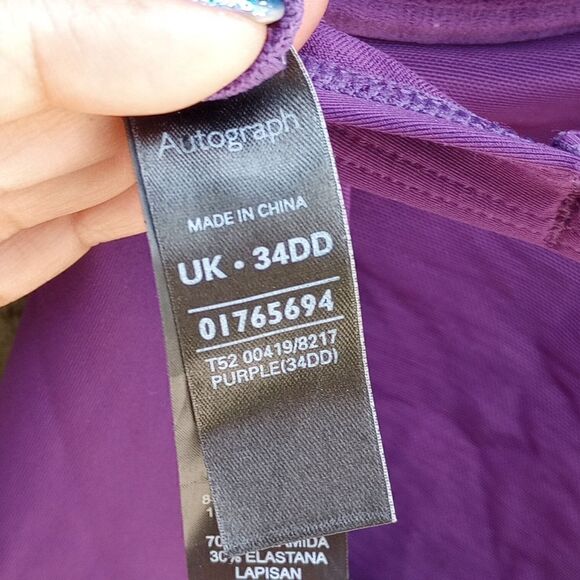 Autograph
MADE IN CHINA
UK • 34DD
01765694
T52 00419/8217
PURPLE(34DD)
30% ELASTANA
LAPISAN